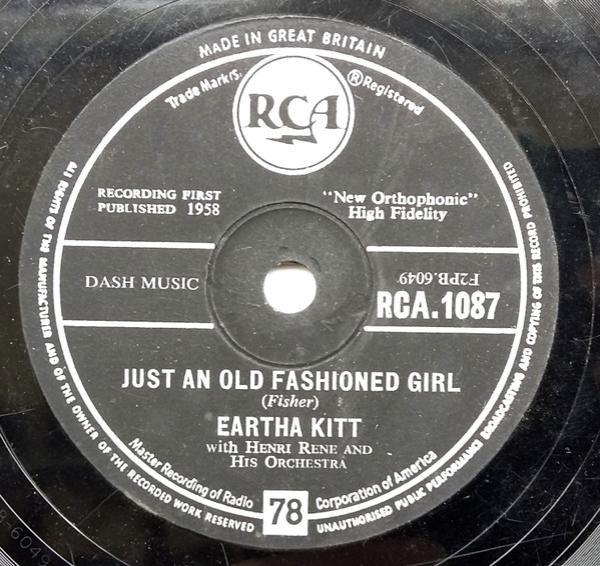 MADE IN GREAT BRITAIN
Trade Mark(s)
® Registered
RCA
RECORDING FIRST
PUBLISHED 1958
"New Orthophonic"
High Fidelity
DASH MUSIC
F2PB.6049
RCA.1087
JUST AN OLD FASHIONED GIRL
(Fisher)
EARTHA KITT
with HENRI RENE AND
HIS ORCHESTRA
Master Recording of Radio Corporation of America
78
ALL RIGHTS OF THE MANUFACTURER AND OF THE OWNER OF THE RECORDED WORK RESERVED
UNAUTHORISED PUBLIC PERFORMANCE BROADCASTING AND COPYING OF THIS RECORD PROHIBITED